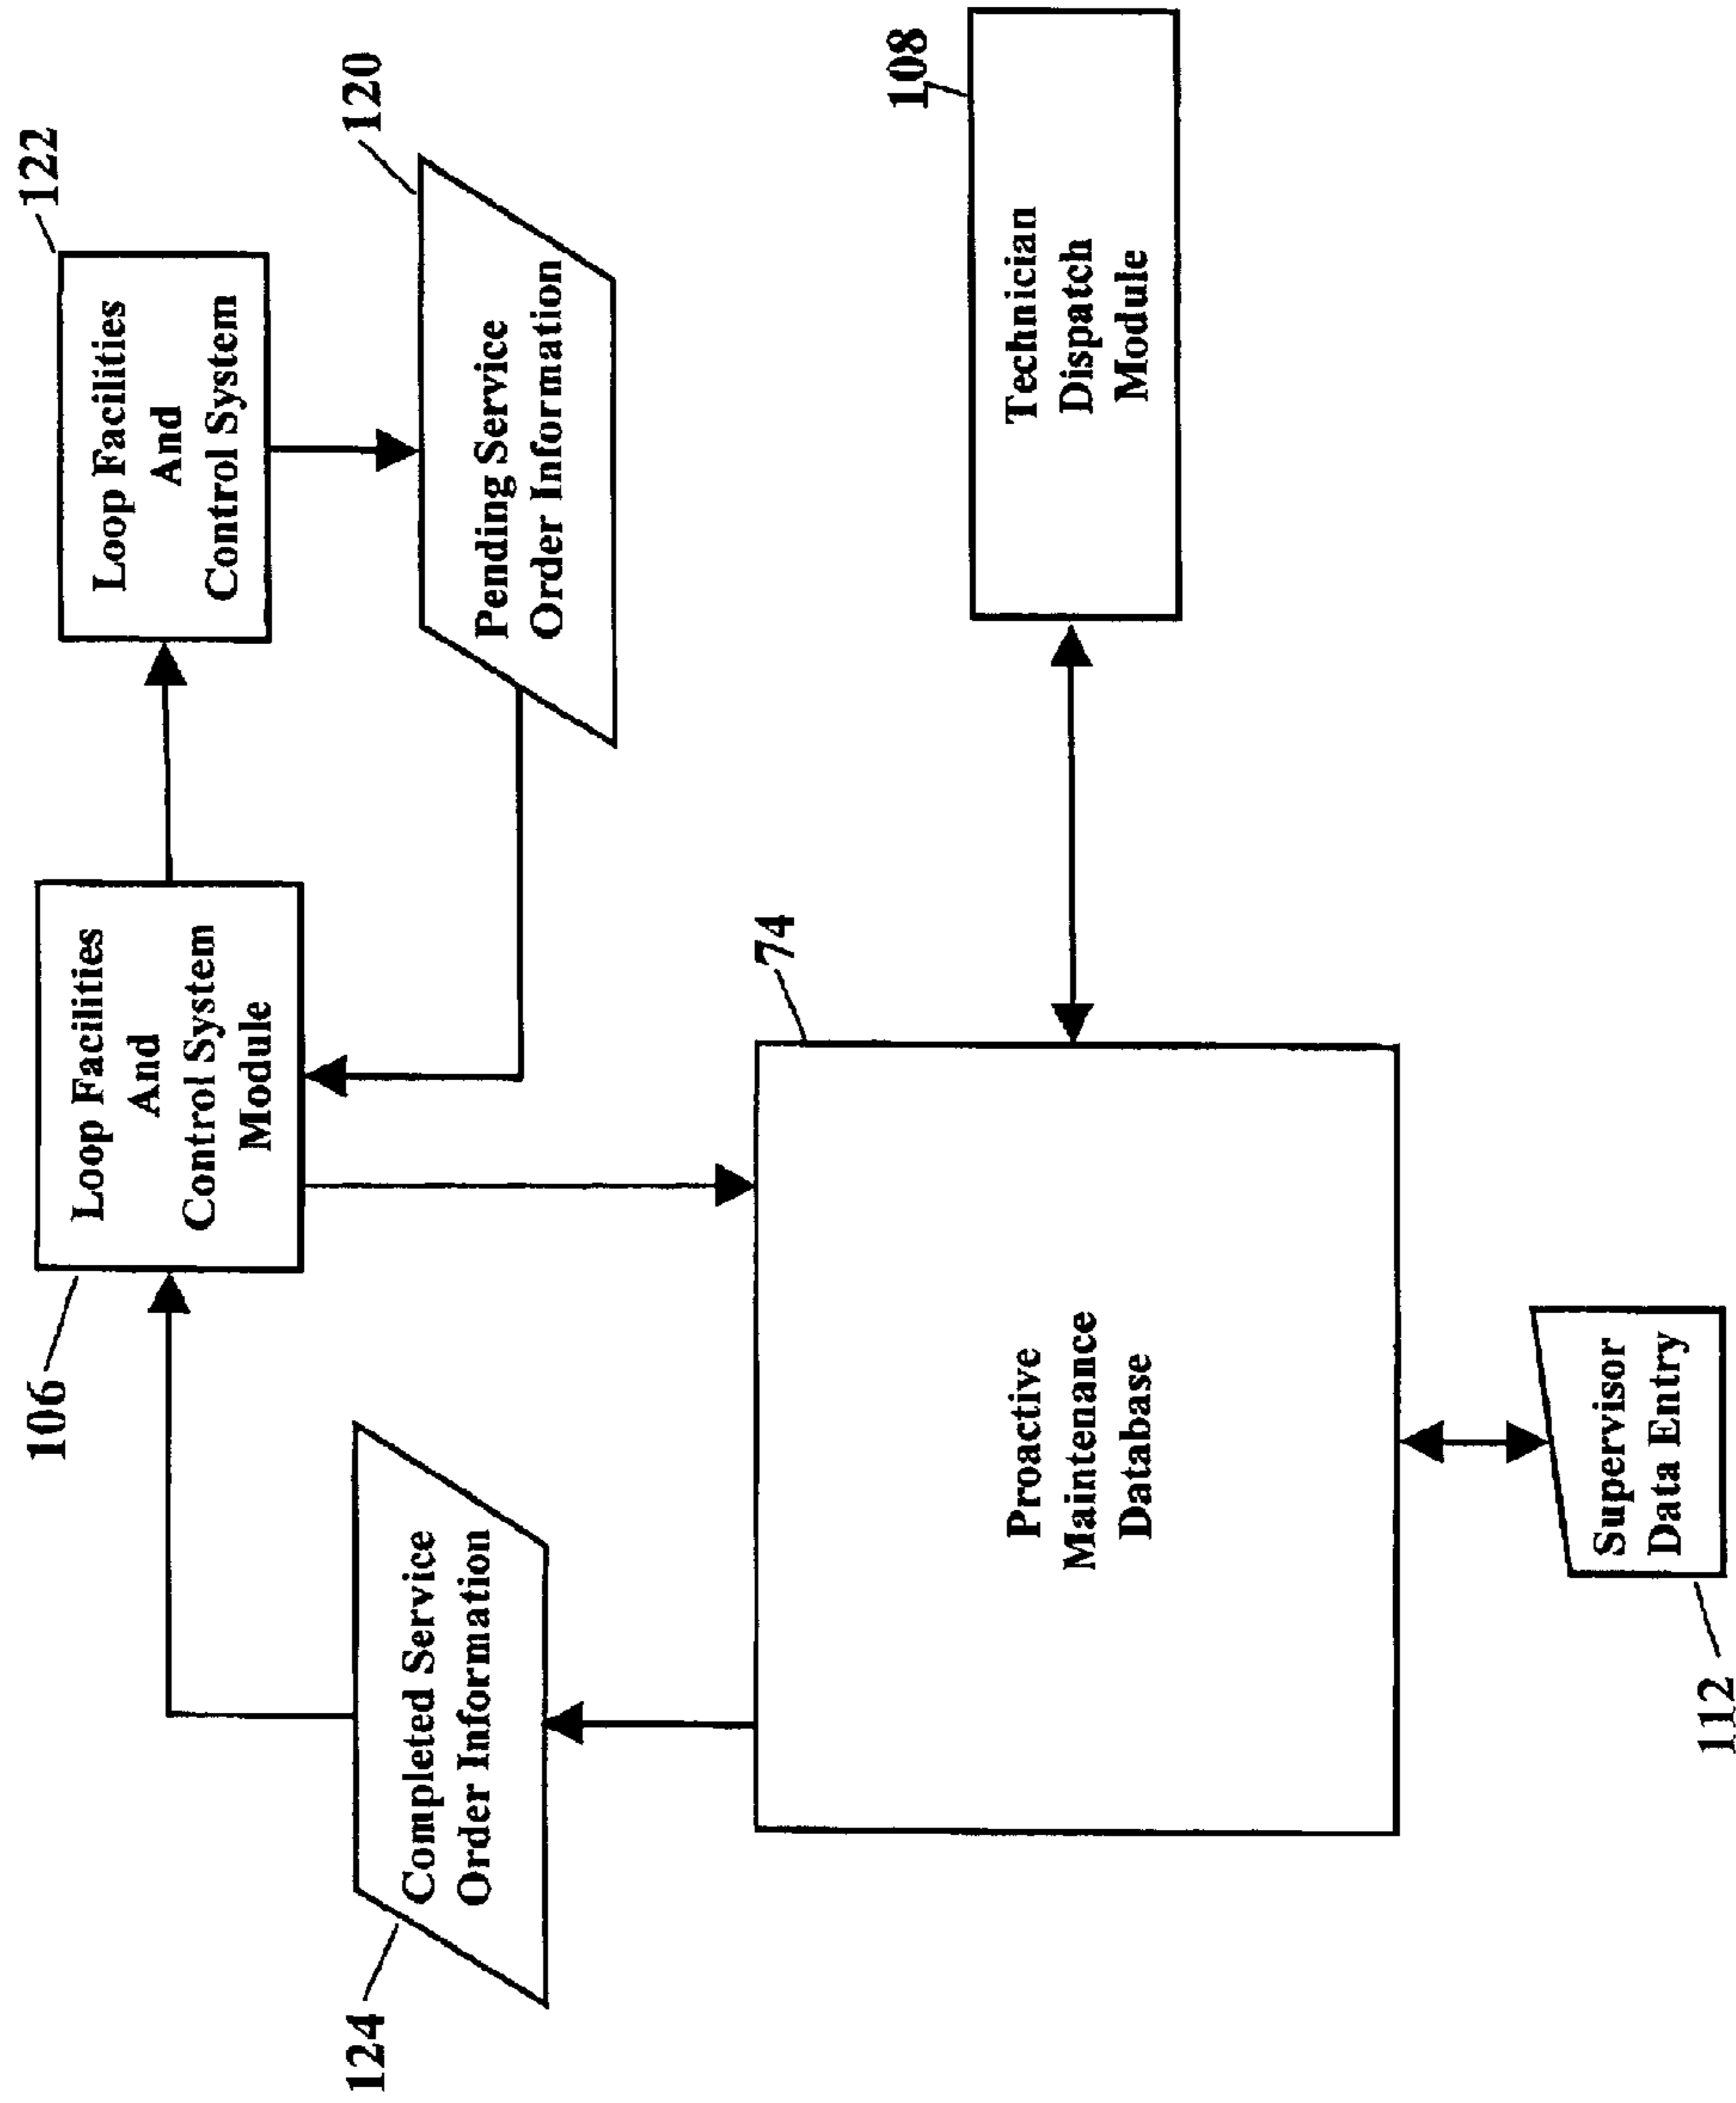 106
Loop Facilities
And
Control System
Module
122
Loop Facilities
And
Control System
124
Completed Service
Order Information
120
Pending Service
Order Information
74
Proactive
Maintenance
Database
108
Technician
Dispatch
Module
112
Supervisor
Data Entry